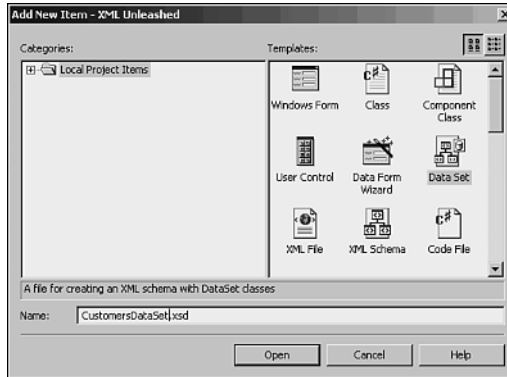 Add New Item - XML Unleashed
Categories:
Templates:
Local Project Items
Windows Form
Class
Component
Class
User Control
Data Form
Wizard
Data Set
XML File
XML Schema
Code File
A file for creating an XML schema with DataSet classes
Name:
CustomersDataSet.xsd
Open
Cancel
Help